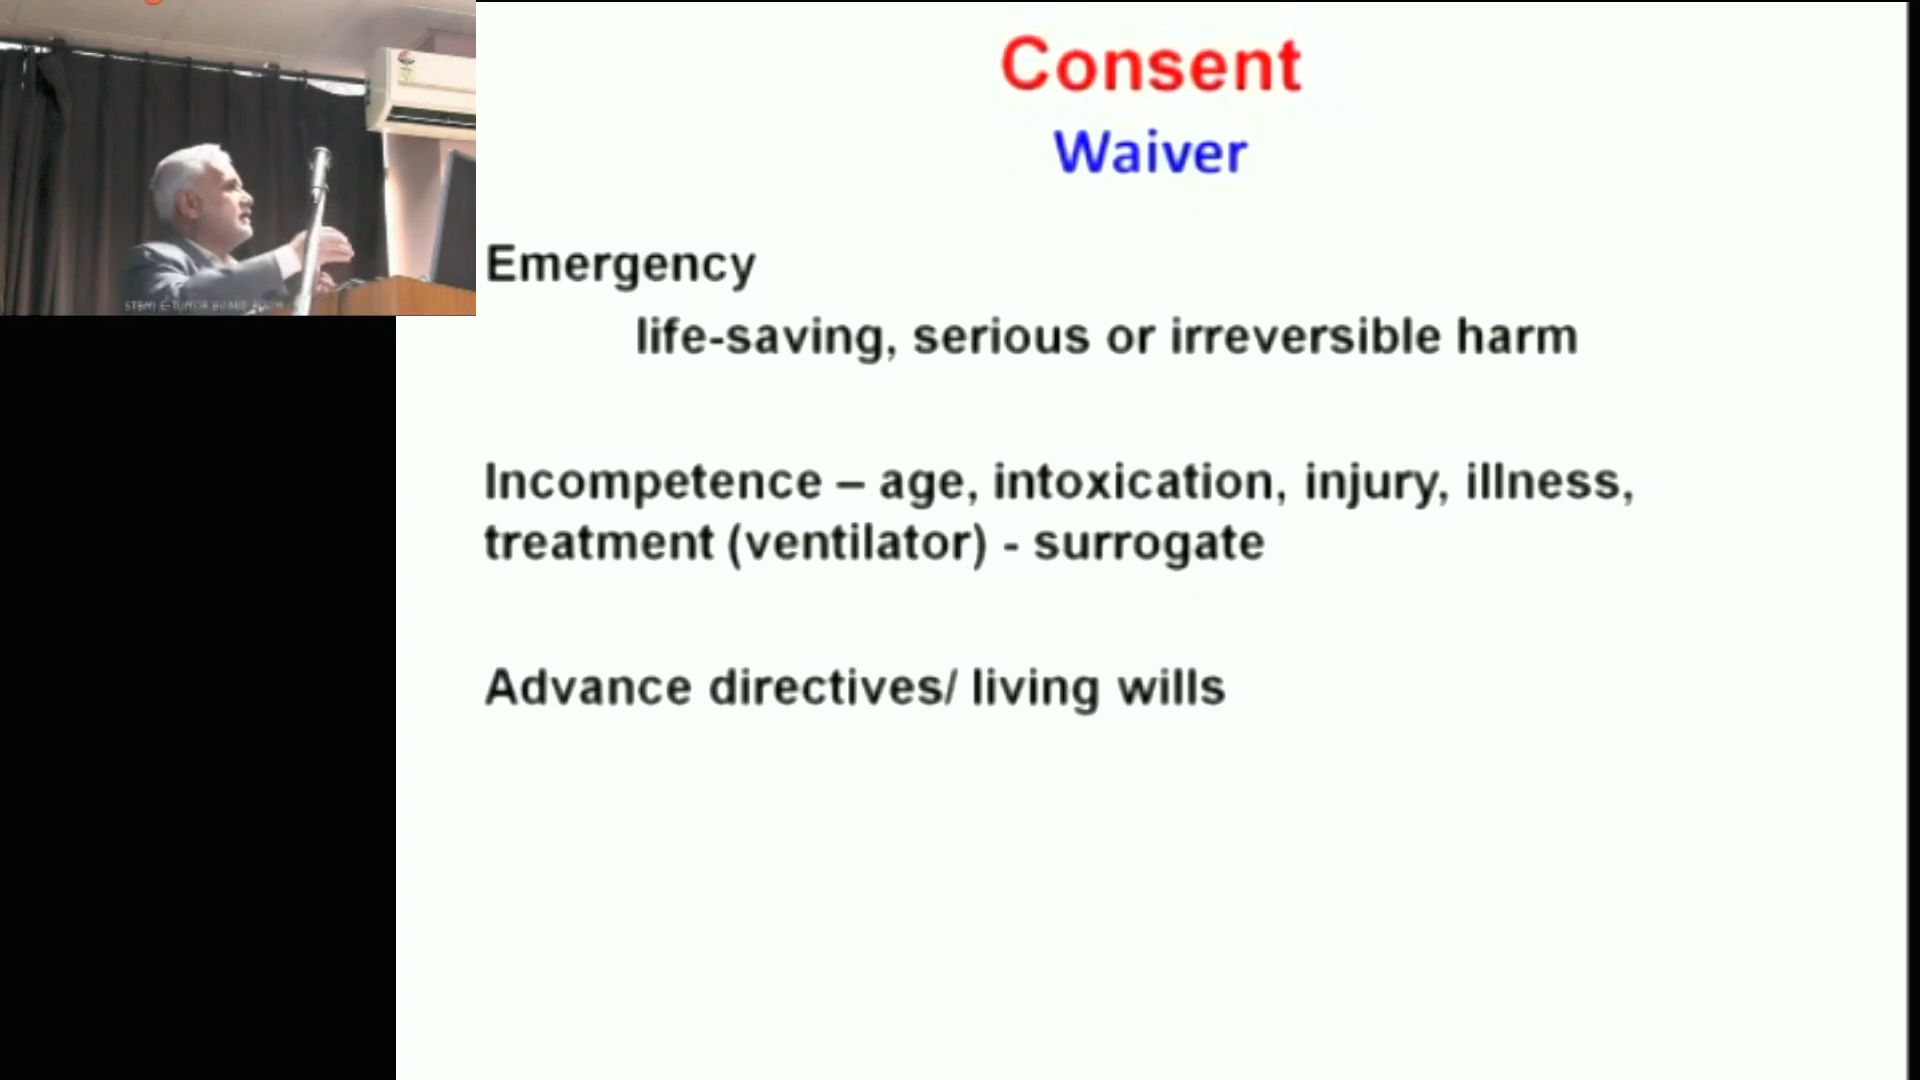 Consent
Waiver
Emergency
life-saving, serious or irreversible harm
Incompetence – age, intoxication, injury, illness,
treatment (ventilator) - surrogate
Advance directives/ living wills